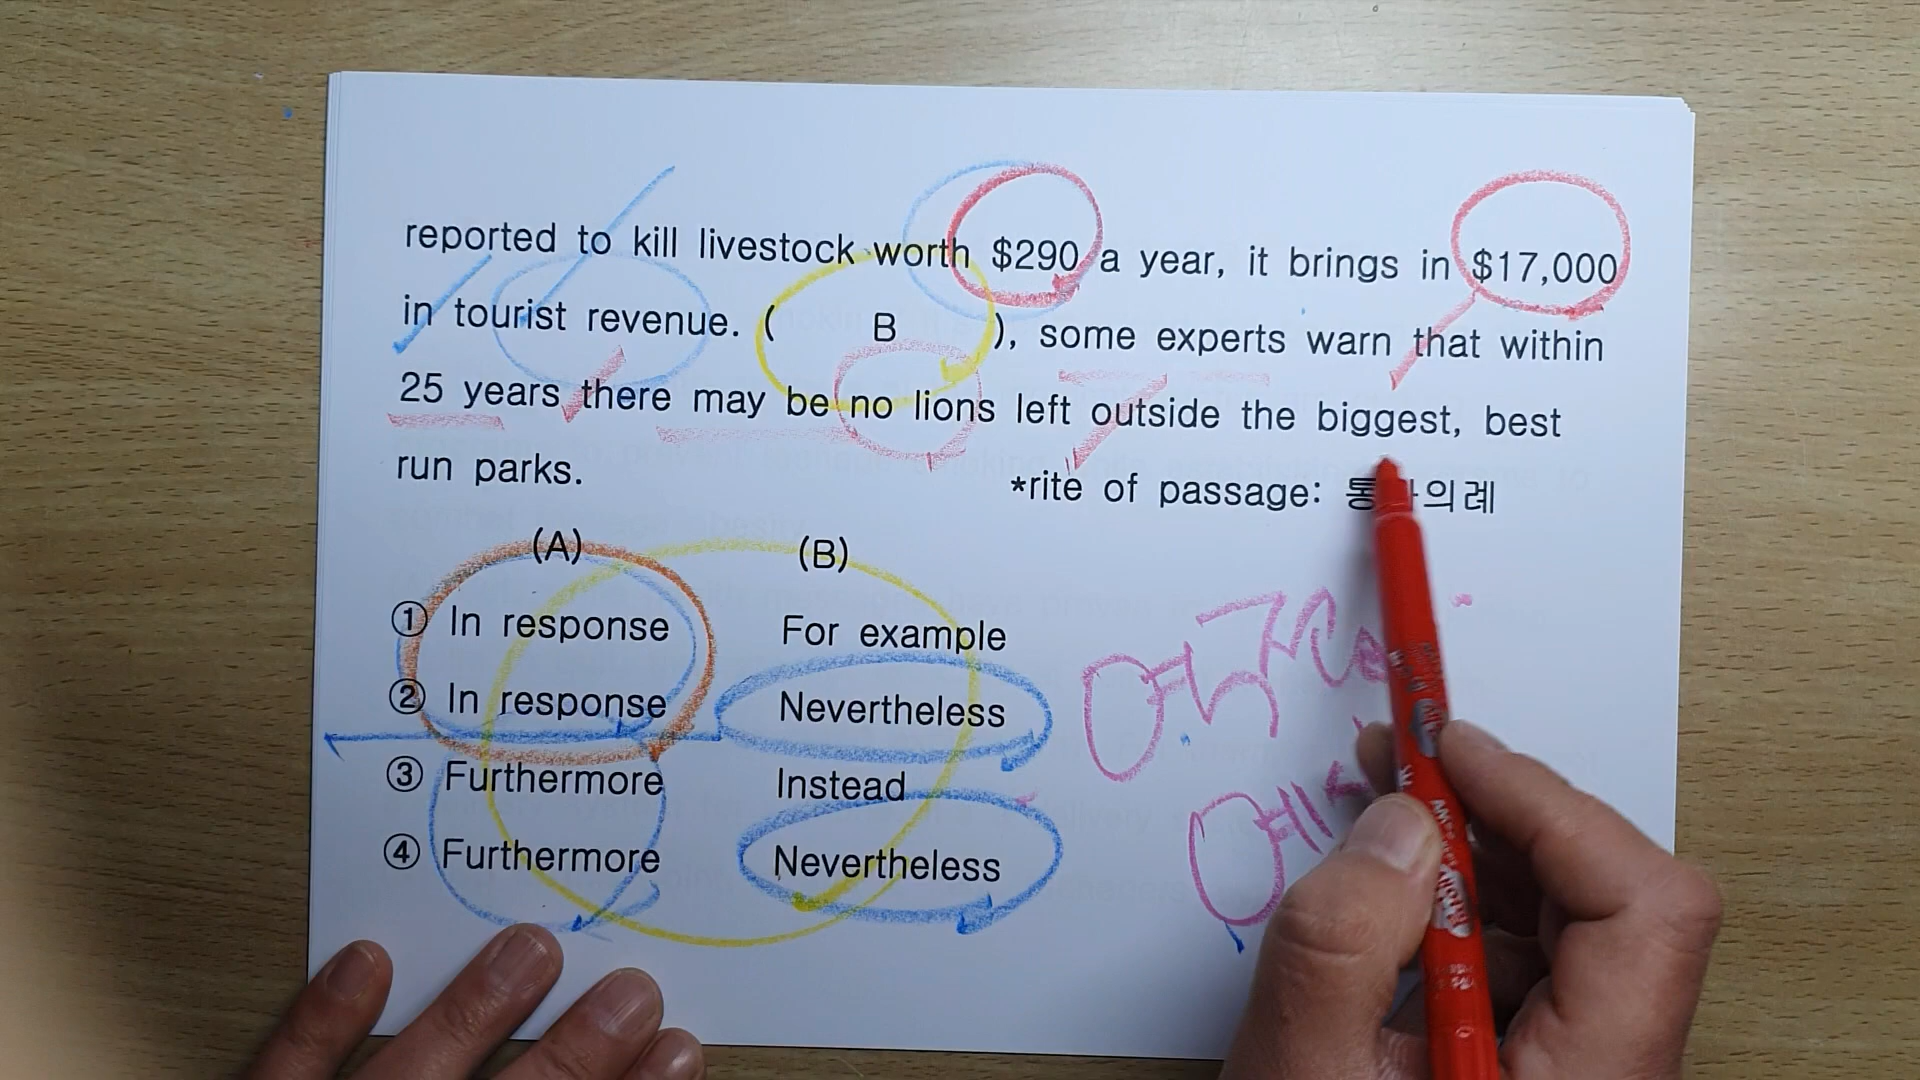 reported to kill livestock worth $290 a year, it brings in $17,000
in tourist revenue. ( B ), some experts warn that within
25 years there may be no lions left outside the biggest, best
run parks.
*rite of passage: 의례
(A) (B)
① In response For example
② In response Nevertheless
③ Furthermore Instead
④ Furthermore Nevertheless